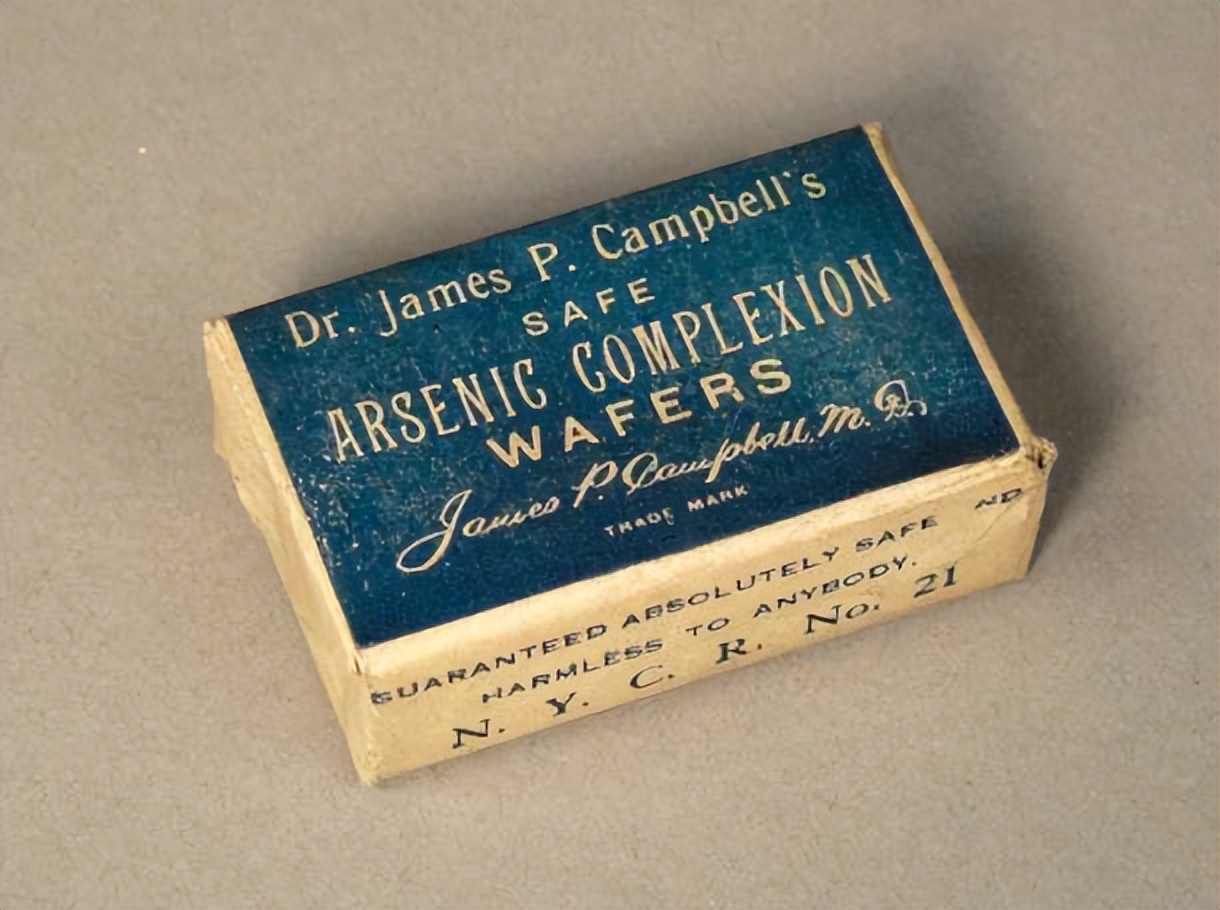 Dr. James P. Campbell's
SAFE
ARSENIC COMPLEXION
WAFERS
James P. Campbell, M. D.
TRADE MARK
GUARANTEED ABSOLUTELY SAFE ND
HARMLESS TO ANYBODY.
N. Y. C. R. No. 21